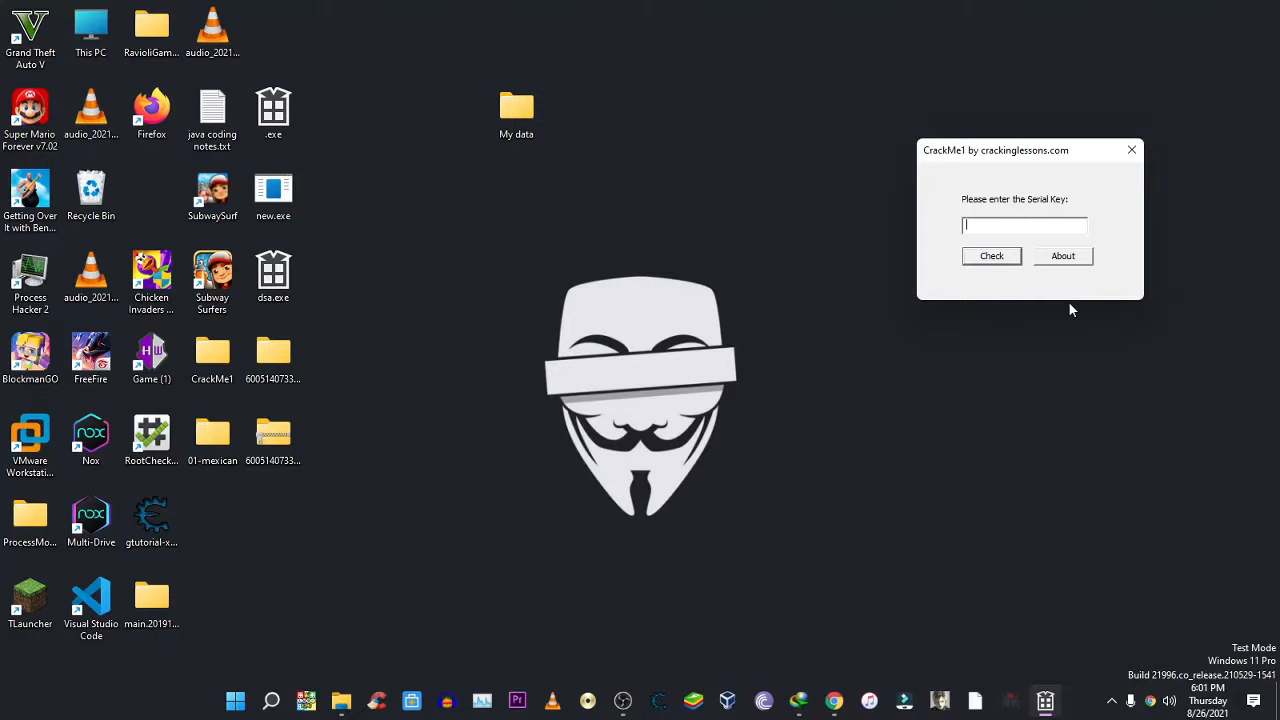 Grand Theft
Auto V
This PC
RavioliGam...
audio_2021...
Super Mario
Forever v7.02
audio_2021...
Firefox
java coding
notes.txt
.exe
My data
Getting Over
It with Ben...
Recycle Bin
SubwaySurf
new.exe
Process
Hacker 2
audio_2021...
Chicken
Invaders ...
Subway
Surfers
dsa.exe
BlockmanGO
FreeFire
Game (1)
CrackMe1
6005140733...
VMware
Workstati...
Nox
RootCheck...
01-mexican
6005140733...
ProcessMo...
Multi-Drive
gtutorial-x...
TLauncher
Visual Studio
Code
main.20191...
CrackMe1 by crackinglessons.com
Please enter the Serial Key:
Check
About
Test Mode
Windows 11 Pro
Build 21996.co_release.210529-1541
6:01 PM
Thursday
8/26/2021